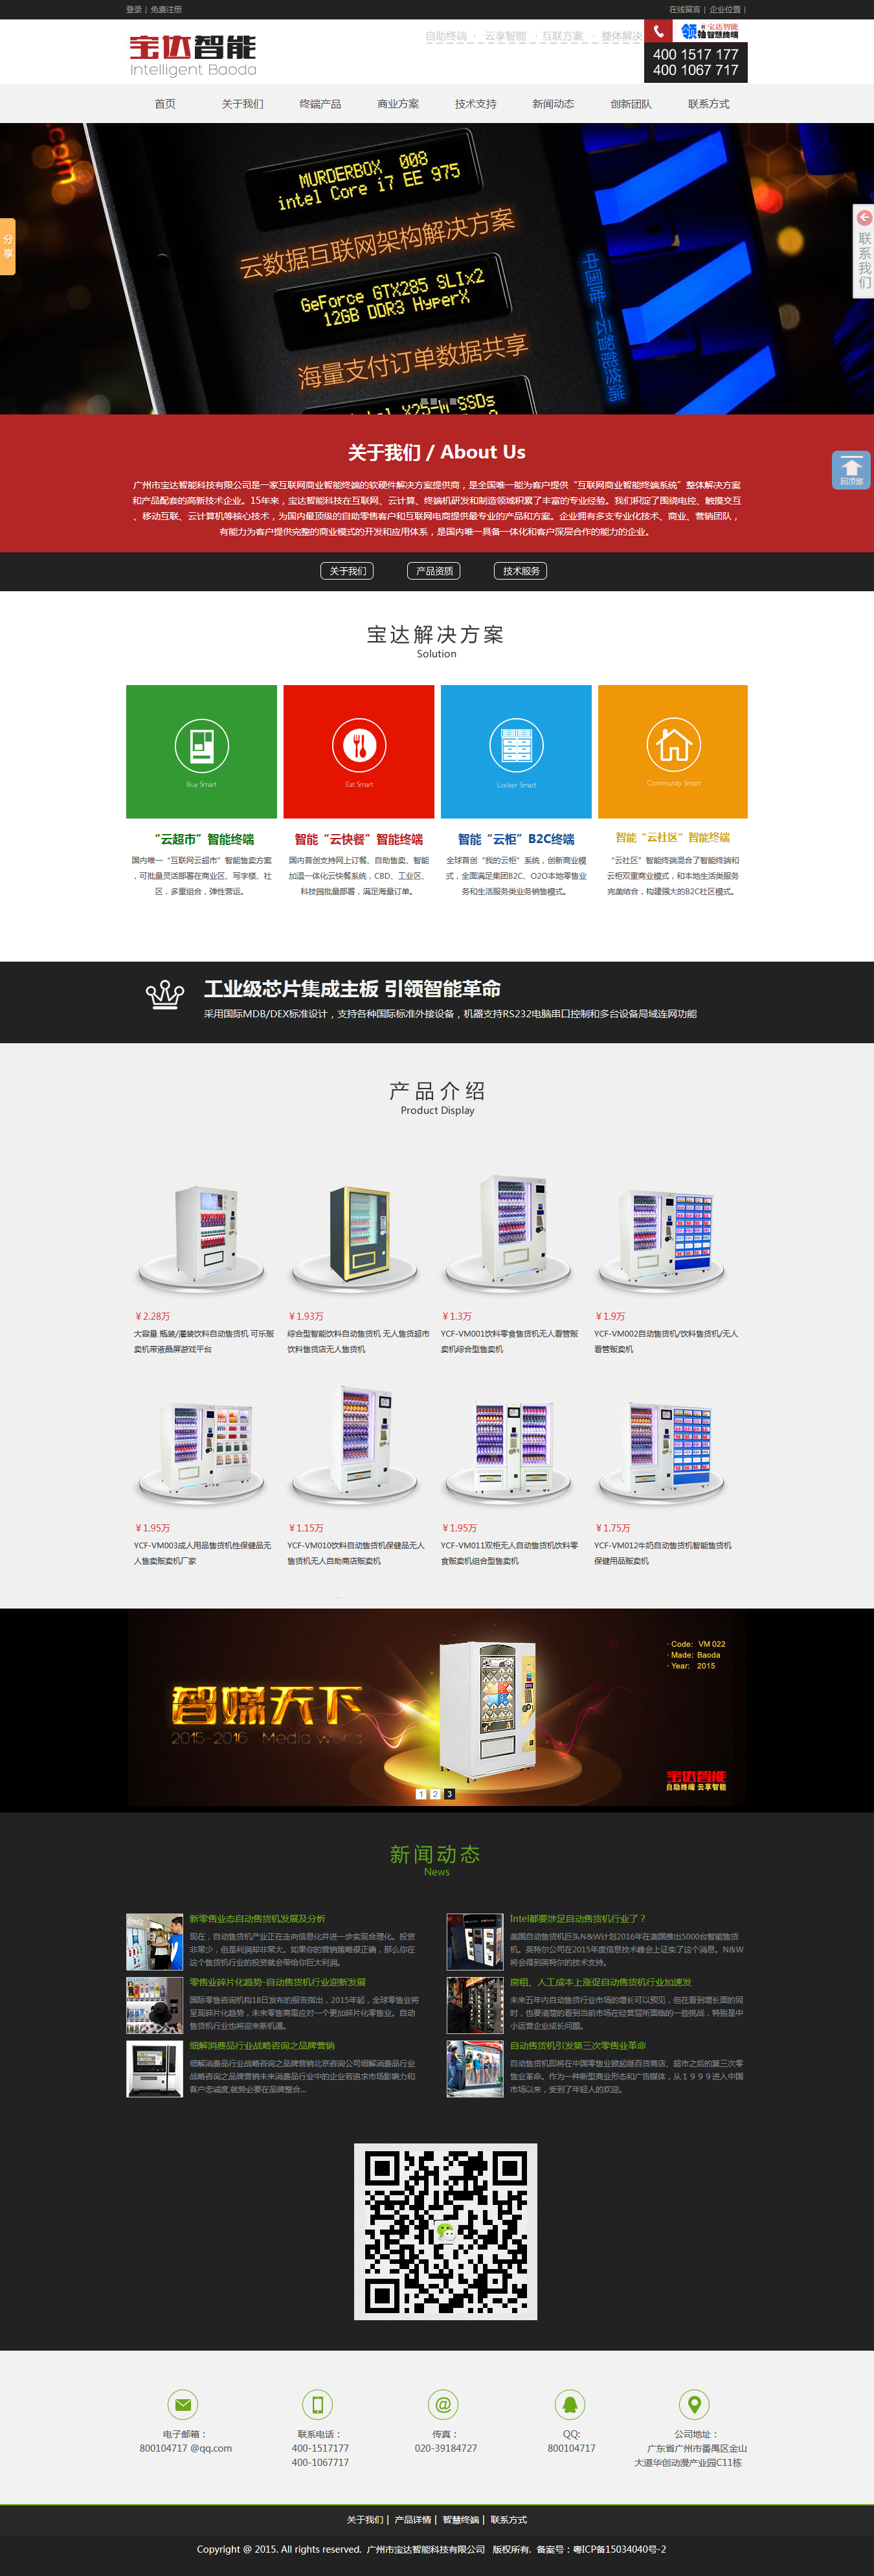 登录 | 免费注册
在线留言 | 企业位置 |
宝达智能
Intelligent Baoda
自助终端 · 云享智能 · 互联方案 · 整体解决
宝达智能
领袖智慧终端
400 1517 177
400 1067 717
首页 关于我们 终端产品 商业方案 技术支持 新闻动态 创新团队 联系方式
MURDERBOX 008
intel Core i7 EE 975
云数据互联网架构解决方案
GeForce GTX285 SLIx2
12GB DDR3 HyperX
海量支付订单数据共享
Intel X25-M SSDs
中国唯一云智能终端
分享
联系我们
关于我们 / About Us
广州市宝达智能科技有限公司是一家互联网商业智能终端的软硬件解决方案提供商，是全国唯一能为客户提供“互联网商业智能终端系统”整体解决方案
和产品配套的高新技术企业。15年来，宝达智能科技在互联网、云计算、终端机研发和制造领域积累了丰富的专业经验。我们积淀了围绕电控、触摸交互
、移动互联、云计算机等核心技术，为国内最顶级的自助零售客户和互联网电商提供最专业的产品和方案。企业拥有多支专业化技术、商业、营销团队，
有能力为客户提供完整的商业模式的开发和应用体系，是国内唯一具备一体化和客户深层合作的能力的企业。
回顶部
关于我们 产品资质 技术服务
宝达解决方案
Solution
Buy Smart
Eat Smart
Locker Smart
Community Smart
“云超市”智能终端
国内唯一“互联网云超市”智能售卖方案
，可批量灵活部署在商业区、写字楼、社
区，多重组合，弹性营运。
智能“云快餐”智能终端
国内首创支持网上订餐、自助售卖、智能
加温一体化云快餐系统，CBD、工业区、
科技园批量部署，满足海量订单。
智能“云柜”B2C终端
全球首创“我的云柜”系统，创新商业模
式，全面满足集团B2C、O2O本地零售业
务和生活服务类业务销售模式。
智能“云社区”智能终端
“云社区”智能终端混合了智能终端和
云柜双重商业模式，和本地生活类服务
完美结合，构建强大的B2C社区模式。
工业级芯片集成主板 引领智能革命
采用国际MDB/DEX标准设计，支持各种国际标准外接设备，机器支持RS232电脑串口控制和多台设备局域连网功能
产品介绍
Product Display
¥2.28万
大容量 瓶装/灌装饮料自动售货机 可乐贩
卖机带液晶屏游戏平台
¥1.93万
综合型智能饮料自动售货机 无人售货超市
饮料售货店无人售货机
¥1.3万
YCF-VM001饮料零食售货机无人看管贩
卖机综合型售卖机
¥1.9万
YCF-VM002自动售货机/饮料售货机/无人
看管贩卖机
¥1.95万
YCF-VM003成人用品售货机性保健品无
人售卖贩卖机厂家
¥1.15万
YCF-VM010饮料自动售货机保健品无人
售货机无人自助商店贩卖机
¥1.95万
YCF-VM011双柜无人自动售货机饮料零
食贩卖机组合型售卖机
¥1.75万
YCF-VM012牛奶自动售货机智能售货机
保健用品贩卖机
智媒天下
2015-2016 Media world
· Code: VM 022
· Made: Baoda
· Year: 2015
宝达智能
自助终端 云享智能
1 2 3
新闻动态
News
新零售业态自动售货机发展及分析
现在，自动售货机产业正在走向信息化并进一步实现合理化。投资
非常少，但是利润却非常大。如果你的营销策略很正确，那么你在
这个售货机行业的投资就会带给你巨大利润。
零售业碎片化趋势-自动售货机行业迎新发展
国际零售咨询机构18日发布的报告指出，2015年起，全球零售业将
呈现碎片化趋势，未来零售商需应对一个更加碎片化零售业。自动
售货机行业也将迎来新机遇。
细解消费品行业战略咨询之品牌营销
细解消费品行业战略咨询之品牌营销北京咨询公司细解消费品行业
战略咨询之品牌营销未来消费品行业中的企业若追求市场影响力和
客户忠诚度,就势必要在品牌整合...
Intel都要涉足自动售货机行业了？
美国自动售货机巨头N&W计划2016年在美国推出5000台智能售货
机。英特尔公司在2015年度信息技术峰会上证实了这个消息。N&W
将会得到英特尔的技术支持。
房租、人工成本上涨促自动售货机行业加速发
未来五年内自动售货行业市场的增长可以预见，但在看到增长面的同
时，也要清楚的看到当前市场在经营层所面临的一些挑战，特别是中
小运营企业成长问题。
自动售货机引发第三次零售业革命
自动售货机即将在中国零售业掀起继百货商店、超市之后的第三次零
售业革命。作为一种新型商业形态和广告媒体，从１９９９进入中国
市场以来，受到了年轻人的欢迎。
电子邮箱：
800104717 @qq.com
联系电话：
400-1517177
400-1067717
传真：
020-39184727
QQ:
800104717
公司地址：
广东省广州市番禺区金山
大道华创动漫产业园C11栋
关于我们 | 产品详情 | 智慧终端 | 联系方式
Copyright @ 2015. All rights reserved. 广州市宝达智能科技有限公司 版权所有. 备案号：粤ICP备15034040号-2